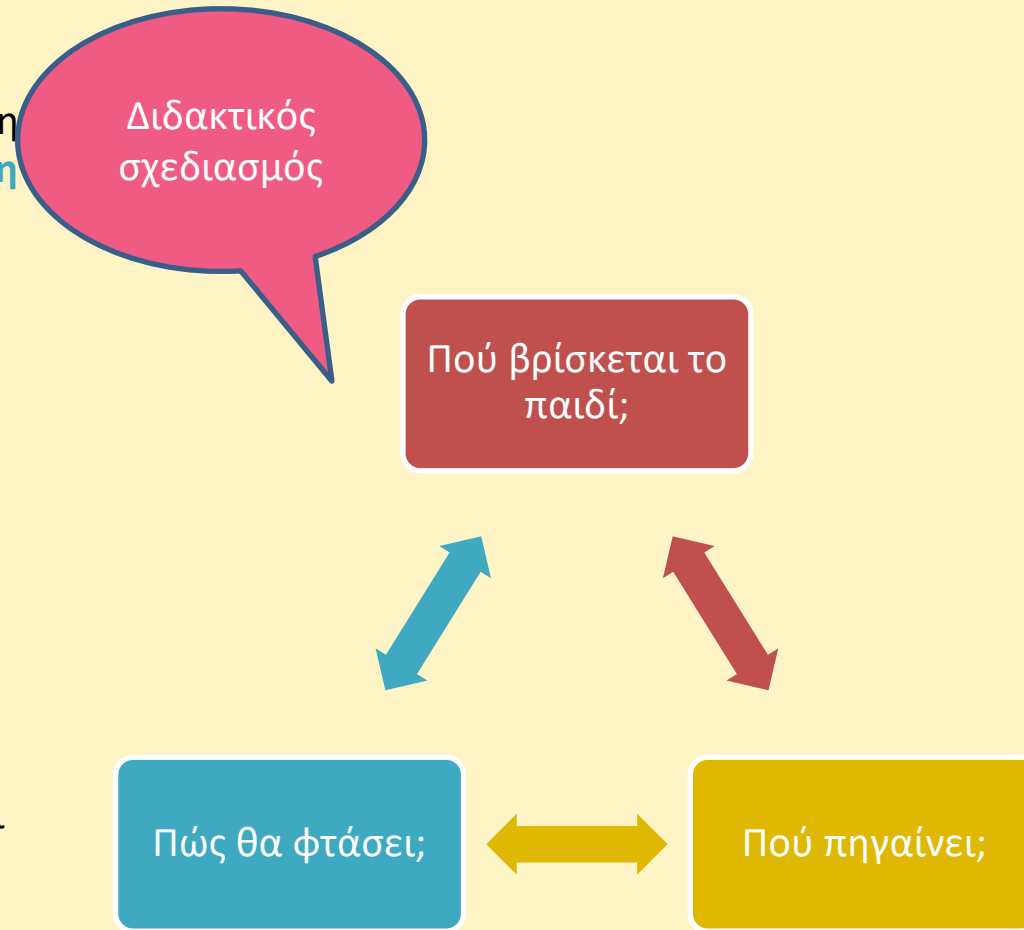 Διδακτικός
σχεδιασμός
Πού βρίσκεται το
παιδί;
Πώς θα φτάσει;
Πού πηγαίνει;